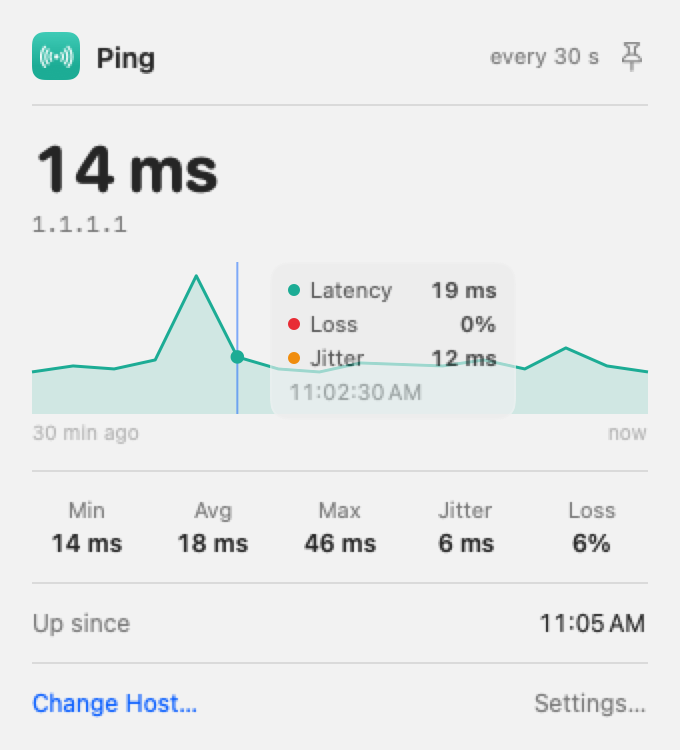 Ping every 30 s
14 ms
1.1.1.1
Latency 19 ms
Loss 0%
Jitter 12 ms
11:02:30 AM
30 min ago now
Min Avg Max Jitter Loss
14 ms 18 ms 46 ms 6 ms 6%
Up since 11:05 AM
Change Host... Settings...